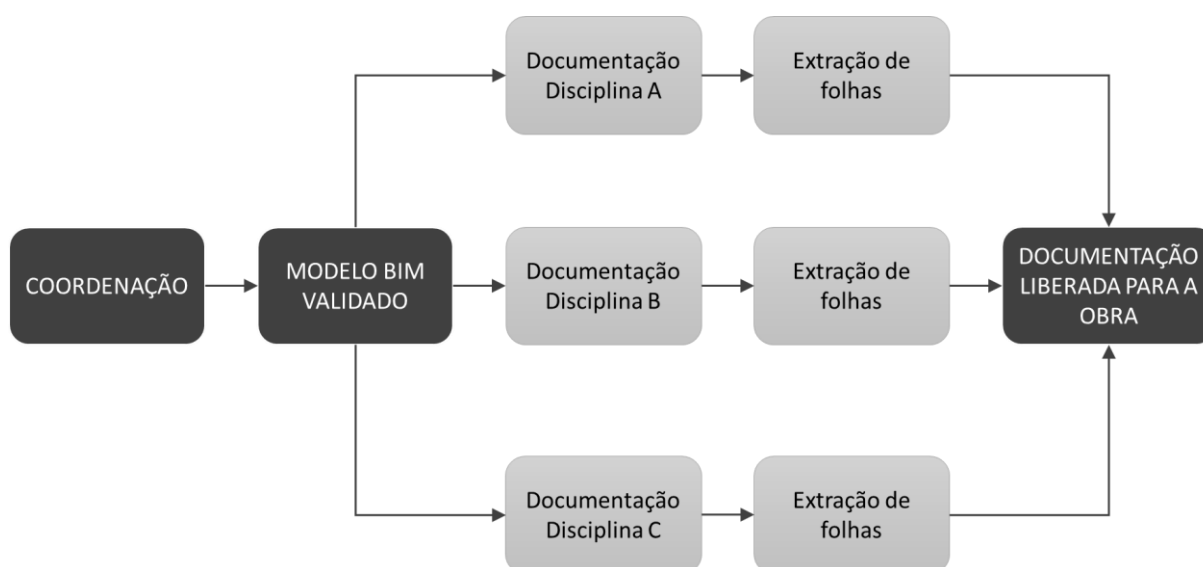 COORDENAÇÃO
MODELO BIM
VALIDADO
Documentação
Disciplina A
Extração de
folhas
Documentação
Disciplina B
Extração de
folhas
Documentação
Disciplina C
Extração de
folhas
DOCUMENTAÇÃO
LIBERADA PARA A
OBRA